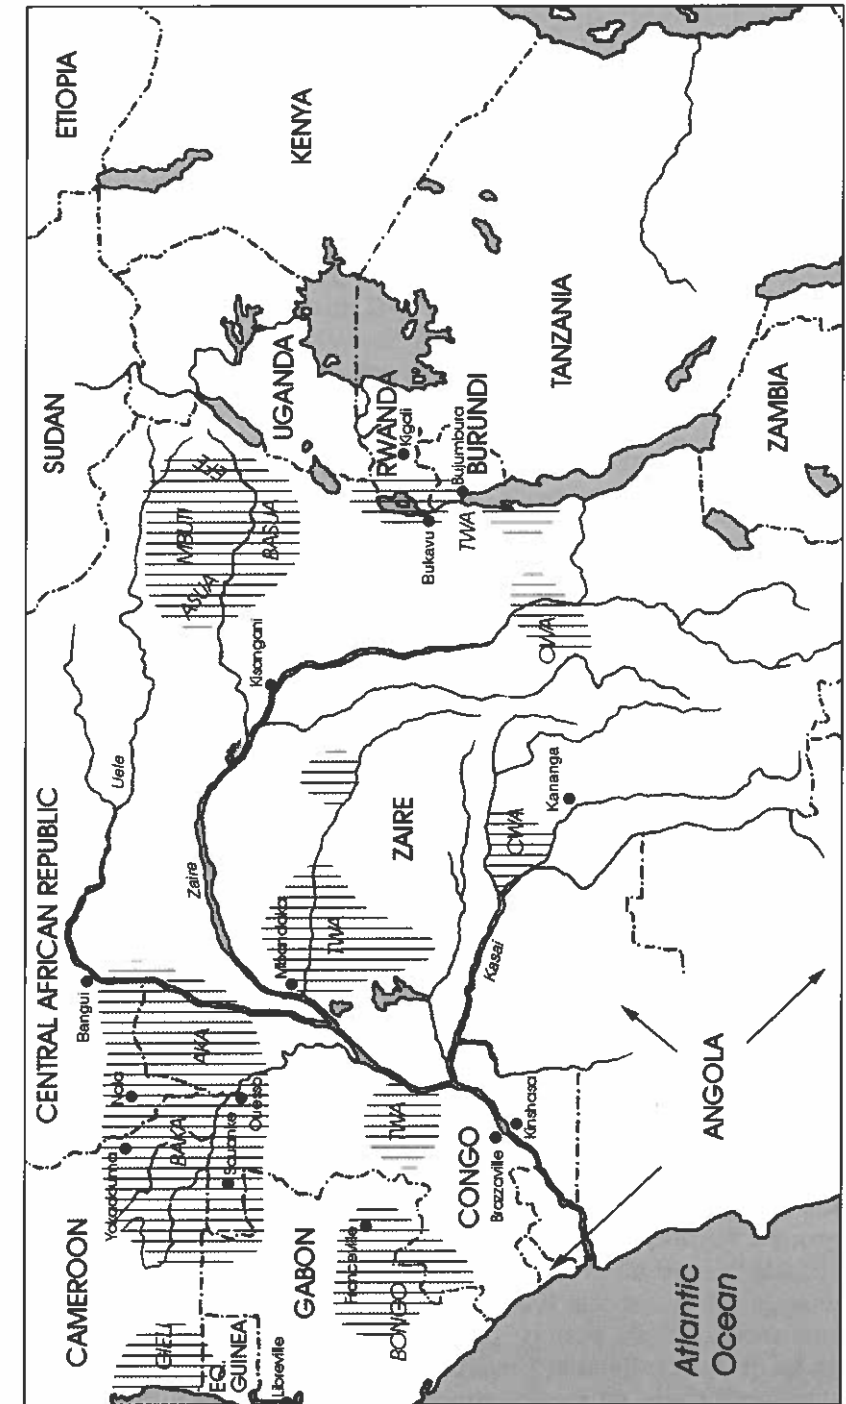 ETIOPIA
KENYA
SUDAN
UGANDA
RWANDA
Kigali
Bujumbura
BURUNDI
TANZANIA
ZAMBIA
EFE
MBUTI
BASUA
ASUA
Bukavu
TWA
CWA
Kisangani
Uele
CENTRAL AFRICAN REPUBLIC
Zaire
ZAIRE
Kananga
CWA
Mbandaka
TWA
Kasai
Bangui
AKA
Nola
Ouesso
BAKA
Souanke
Yokadouma
TWA
CONGO
Brazzaville
Kinshasa
ANGOLA
CAMEROON
GABON
Franceville
BONGO
GIELI
EQ.
GUINEA
Libreville
Atlantic
Ocean
0°